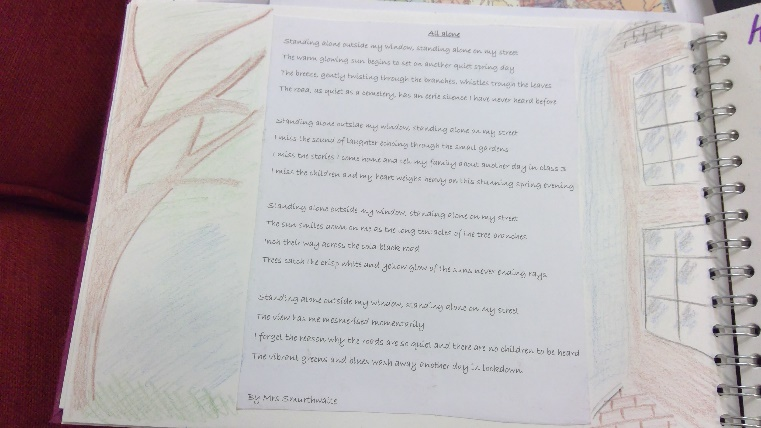 All alone
Standing alone outside my window, standing alone on my street
The warm glowing sun begins to set on another quiet spring day
The breeze, gently twisting through the branches, whistles trough the leaves
The road, as quiet as a cemetery, has an eerie silence I have never heard before
Standing alone outside my window, standing alone on my street
I miss the sound of laughter echoing through the small gardens
I miss the stories I come home and tell my family about another day in class 3
I miss the children and my heart weighs heavy on this stunning spring evening
Standing alone outside my window, standing alone on my street
The sun smiles down on me as the long tentacles of the tree branches
Inch their way across the cold black road
Trees catch the crisp white and yellow glow of the suns never ending rays
Standing alone outside my window, standing alone on my street
The view has me mesmerised momentarily
I forget the reason why the roads are so quiet and there are no children to be heard
The vibrant greens and blues wash away another day in lockdown
By Mrs Smurthwaite